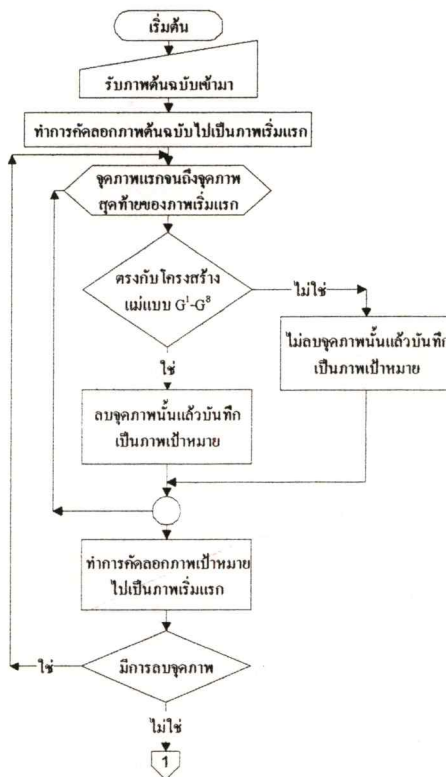 เริ่มต้น
รับภาพต้นฉบับเข้ามา
ทำการคัดลอกภาพต้นฉบับไปเป็นภาพเริ่มแรก
จุดภาพแรกจนถึงจุดภาพ
สุดท้ายของภาพเริ่มแรก
ตรงกับโครงสร้าง
แม่แบบ G¹-G⁸
ไม่ใช่
ไม่ลบจุดภาพนั้นแล้วบันทึก
เป็นภาพเป้าหมาย
ใช่
ลบจุดภาพนั้นแล้วบันทึก
เป็นภาพเป้าหมาย
ทำการคัดลอกภาพเป้าหมาย
ไปเป็นภาพเริ่มแรก
ใช่
มีการลบจุดภาพ
ไม่ใช่
1